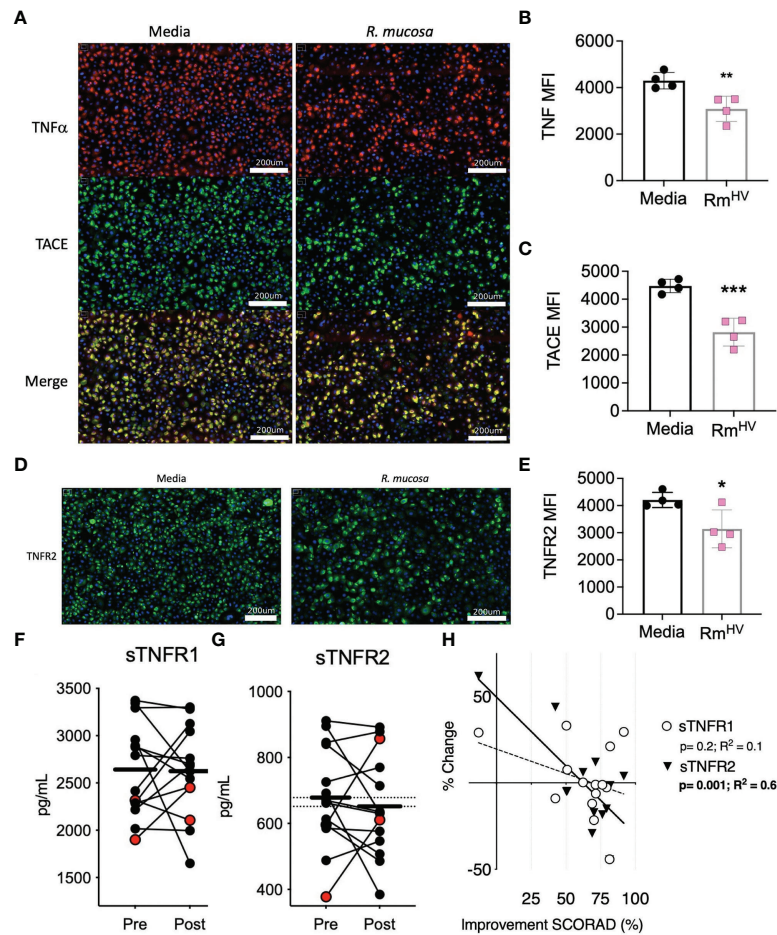 A
Media
R. mucosa
TNFα
200um
200um
TACE
200um
200um
Merge
200um
200um
B
TNF MFI
6000
4000
2000
0
**
Media
Rm^HV
C
TACE MFI
5000
4000
3000
2000
1000
0
***
Media
Rm^HV
D
Media
R. mucosa
TNFR2
200um
200um
E
TNFR2 MFI
5000
4000
3000
2000
1000
0
*
Media
Rm^HV
F
sTNFR1
pg/mL
3500
3000
2500
2000
1500
Pre
Post
G
sTNFR2
pg/mL
1000
800
600
400
Pre
Post
H
% Change
50
-50
25
50
75
100
Improvement SCORAD (%)
sTNFR1
p= 0.2; R² = 0.1
sTNFR2
p= 0.001; R² = 0.6